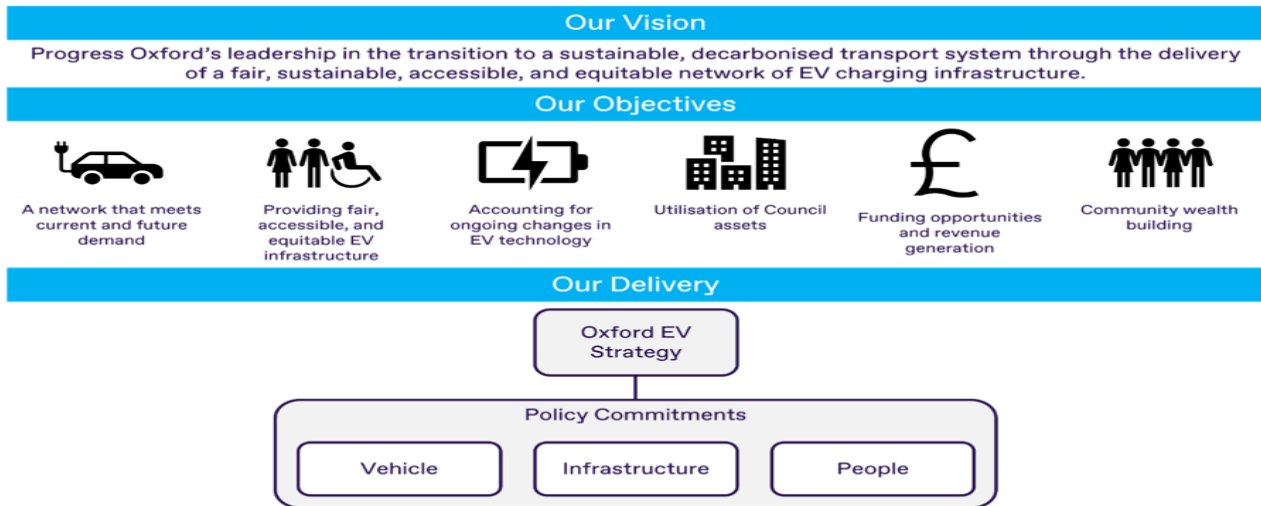 Our Vision
Progress Oxford's leadership in the transition to a sustainable, decarbonised transport system through the delivery
of a fair, sustainable, accessible, and equitable network of EV charging infrastructure.
Our Objectives
A network that meets
current and future
demand
Providing fair,
accessible, and
equitable EV
infrastructure
Accounting for
ongoing changes in
EV technology
Utilisation of Council
assets
£
Funding opportunities
and revenue
generation
Community wealth
building
Our Delivery
Oxford EV
Strategy
Policy Commitments
Vehicle
Infrastructure
People